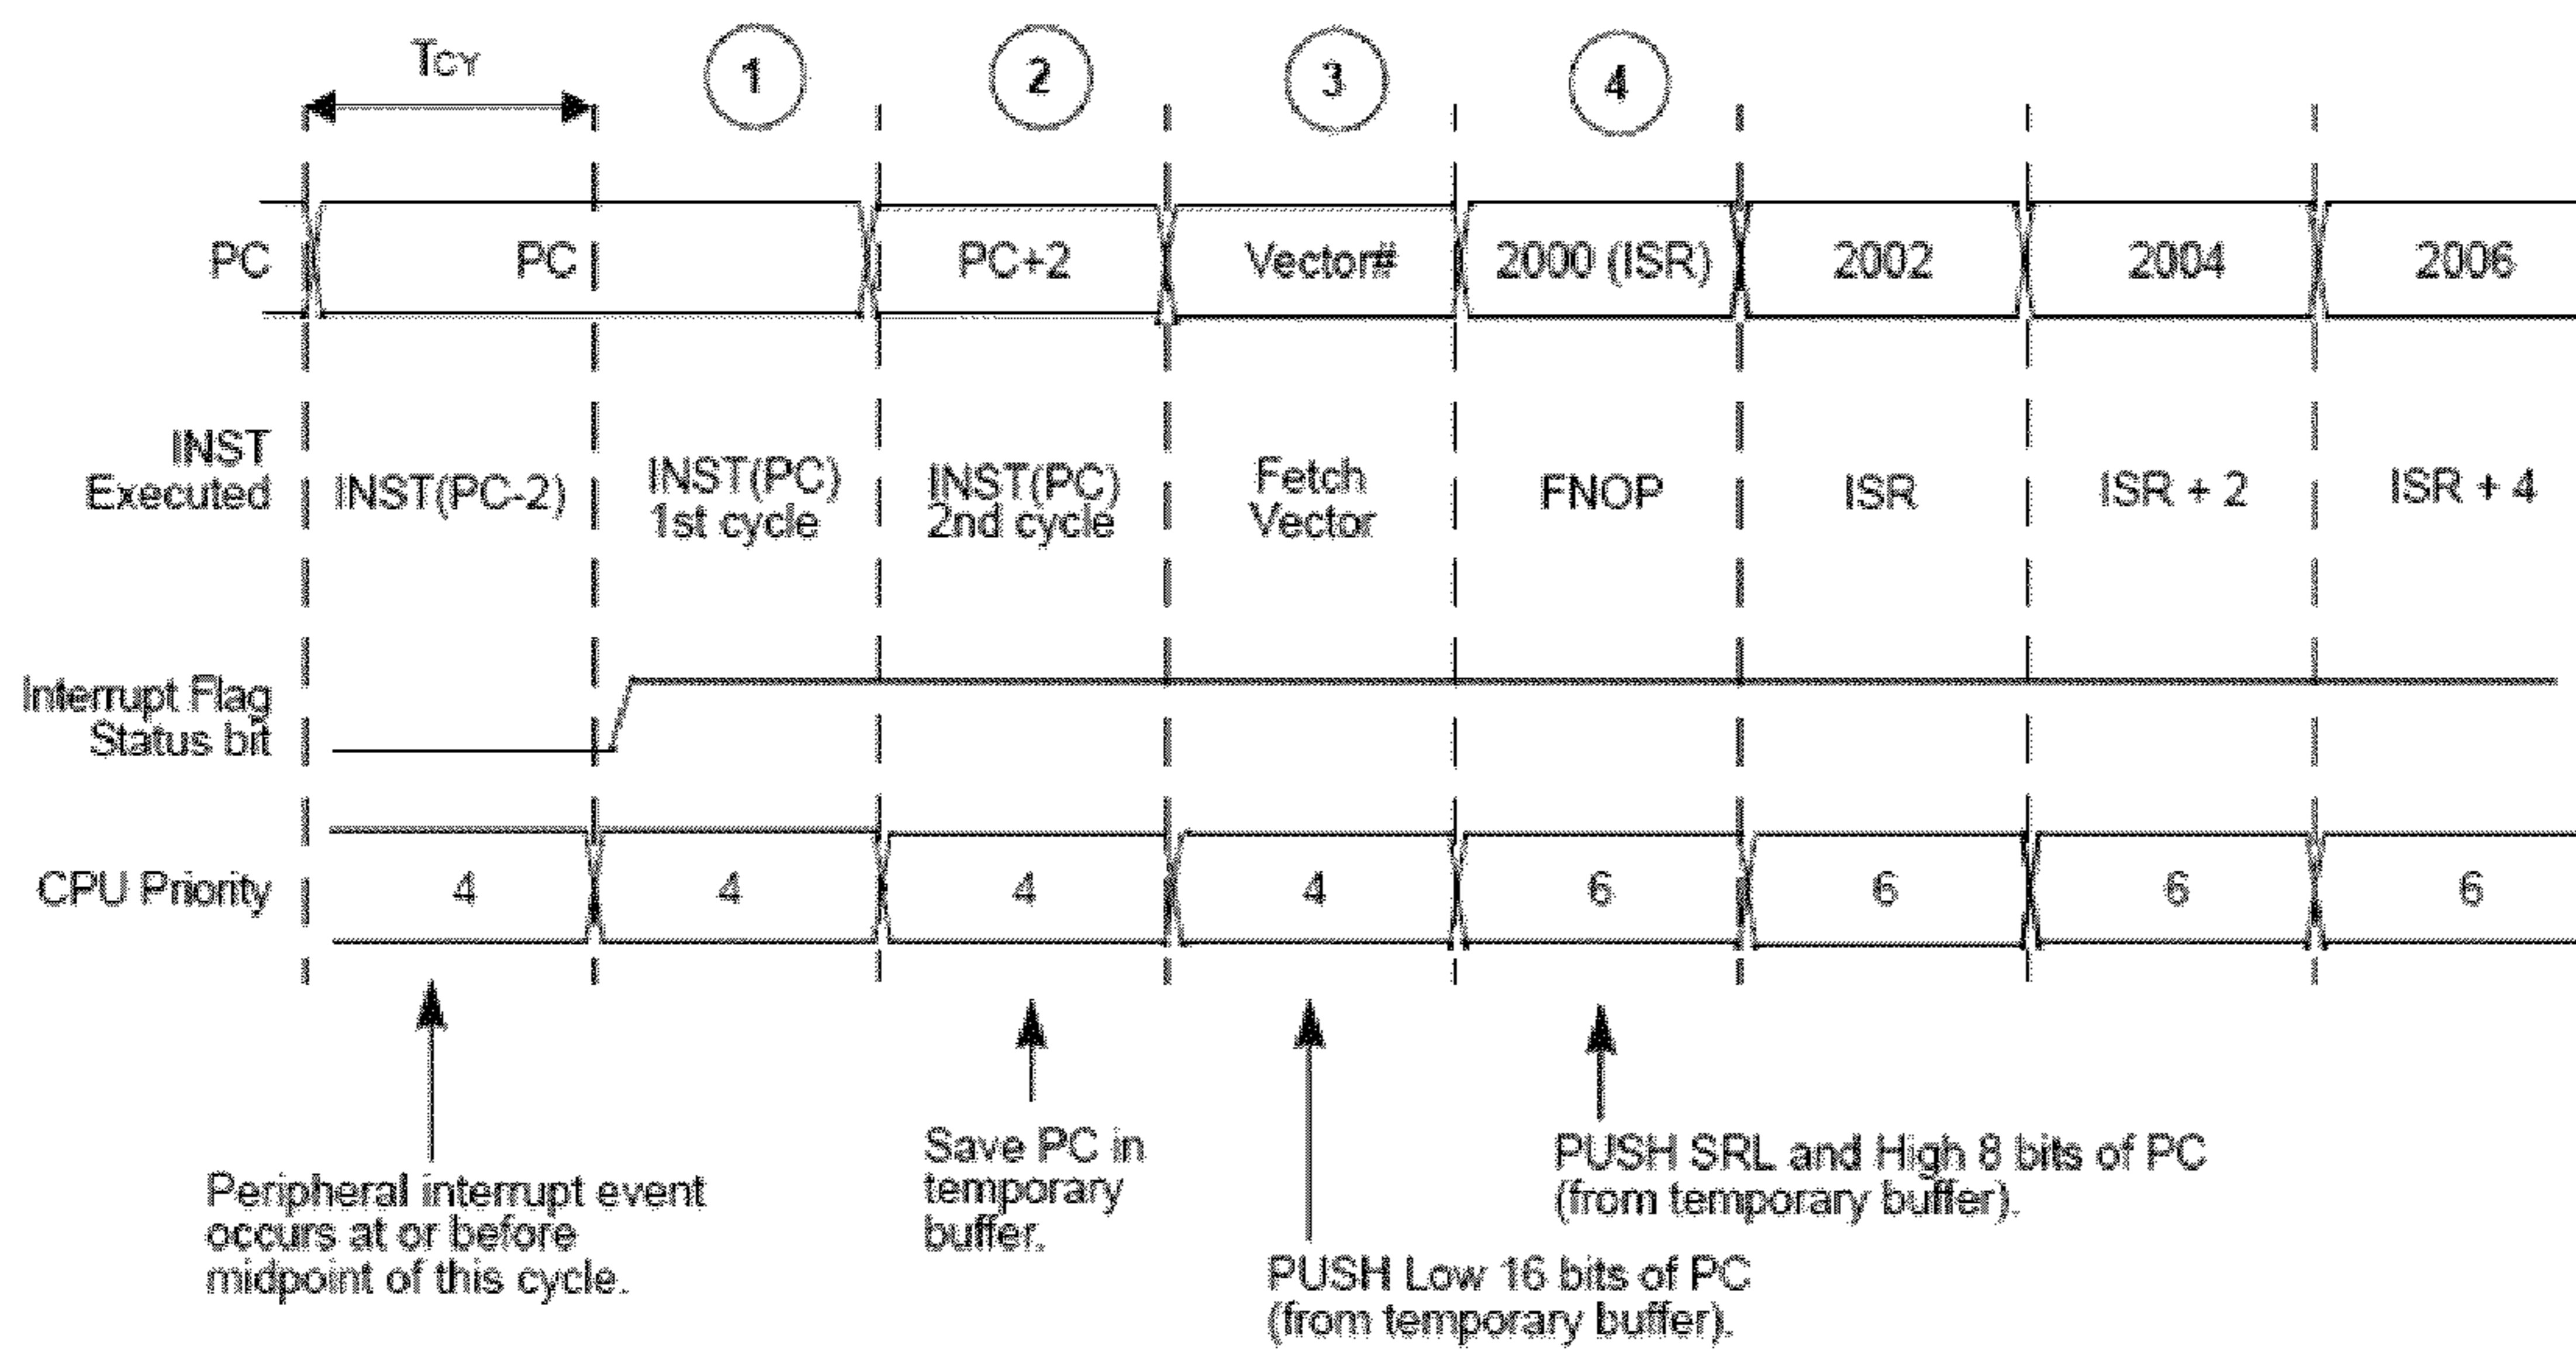 TCY
1
2
3
4
PC
PC
PC+2
Vector#
2000 (ISR)
2002
2004
2006
INST
Executed
INST(PC-2)
INST(PC)
1st cycle
INST(PC)
2nd cycle
Fetch
Vector
FNOP
ISR
ISR + 2
ISR + 4
Interrupt Flag
Status bit
CPU Priority
4
4
4
4
6
6
6
6
Peripheral interrupt event
occurs at or before
midpoint of this cycle.
Save PC in
temporary
buffer.
PUSH Low 16 bits of PC
(from temporary buffer).
PUSH SRL and High 8 bits of PC
(from temporary buffer).